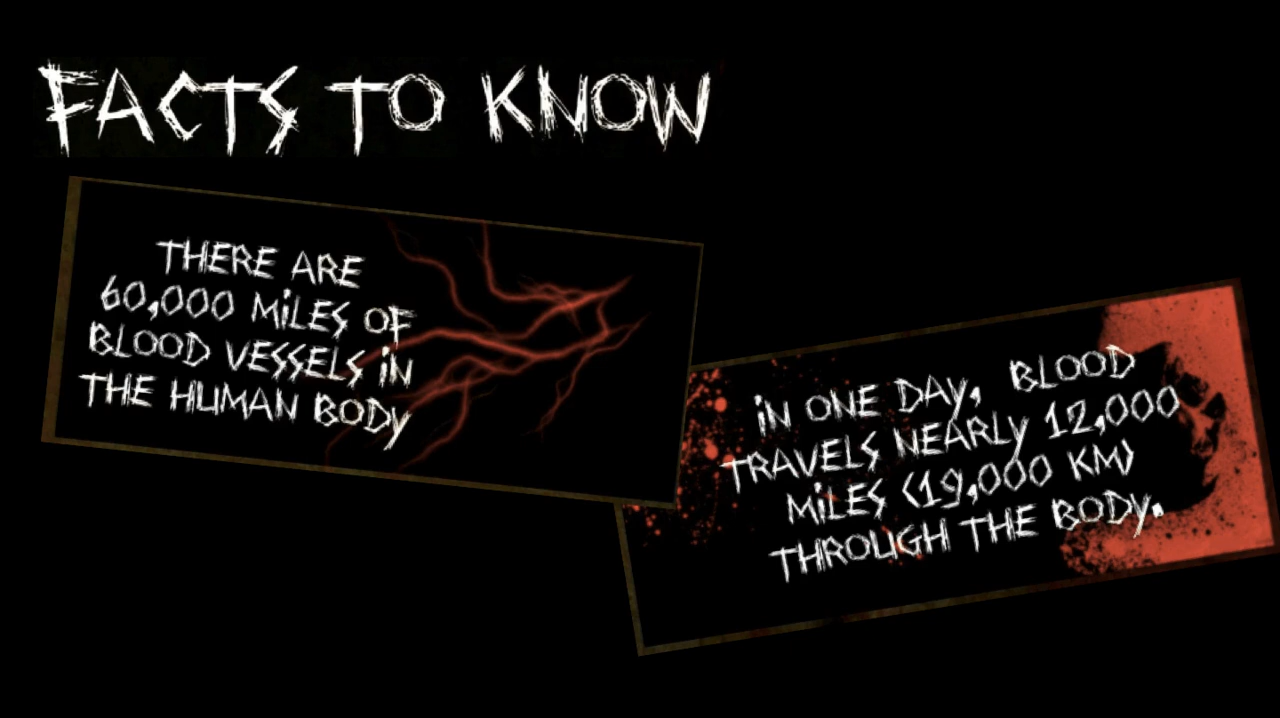 FACTS TO KNOW
THERE ARE
60,000 MiLES OF
BLOOD VESSELS iN
THE HUMAN BODY
iN ONE DAY, BLOOD
TRAVELS NEARLY 12,000
MiLES (19,000 KM)
THROUGH THE BODY.